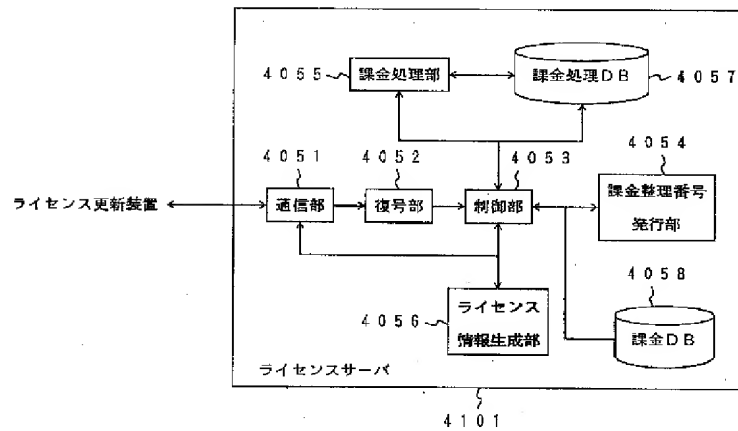 4055
課金処理部
課金処理DB
4057
4051
4052
4053
4054
ライセンス更新装置
通信部
復号部
制御部
課金整理番号
発行部
4056
ライセンス
情報生成部
4058
課金DB
ライセンスサーバ
4101